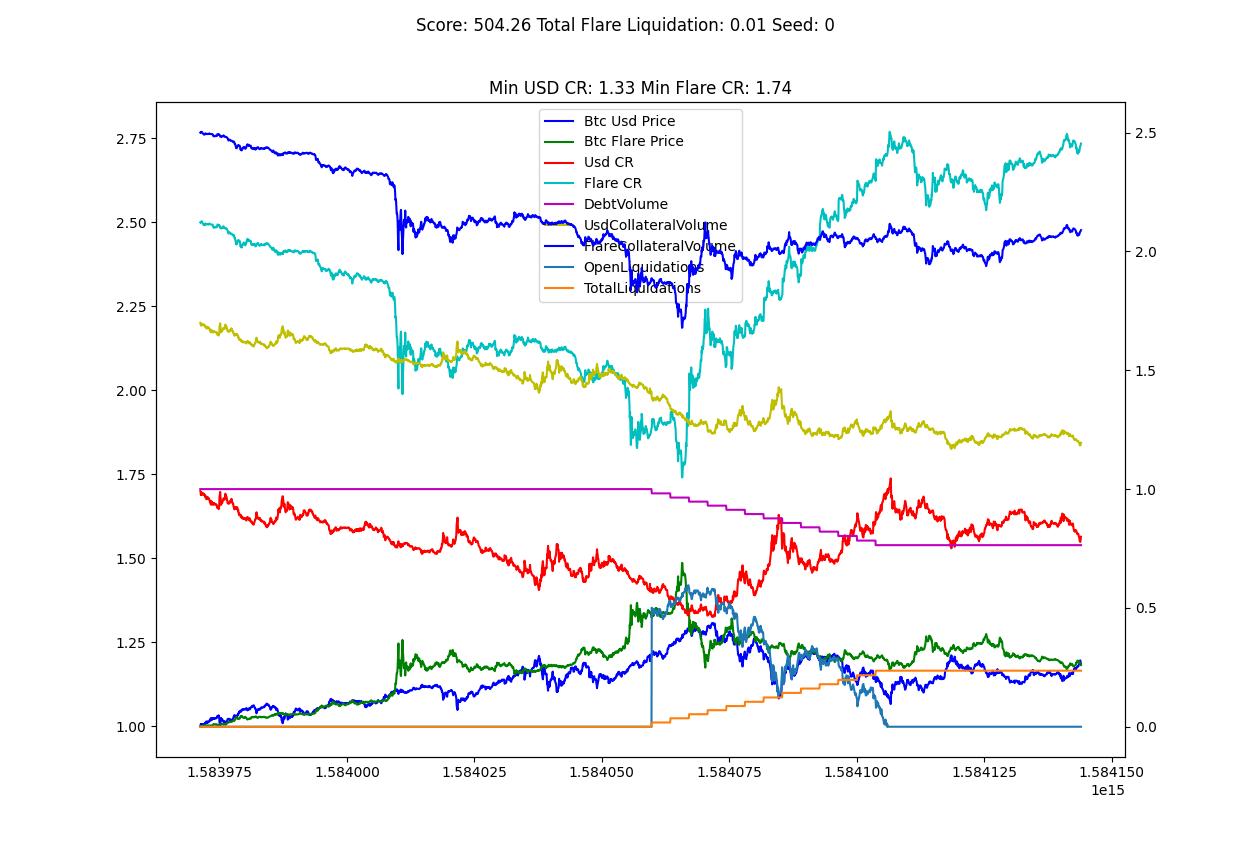 Score: 504.26 Total Flare Liquidation: 0.01 Seed: 0
Min USD CR: 1.33 Min Flare CR: 1.74
Btc Usd Price
Btc Flare Price
Usd CR
Flare CR
DebtVolume
UsdCollateralVolume
FlareCollateralVolume
OpenLiquidations
TotalLiquidations
2.75
2.50
2.25
2.00
1.75
1.50
1.25
1.00
2.5
2.0
1.5
1.0
0.5
0.0
1.583975 1.584000 1.584025 1.584050 1.584075 1.584100 1.584125 1.584150
1e15